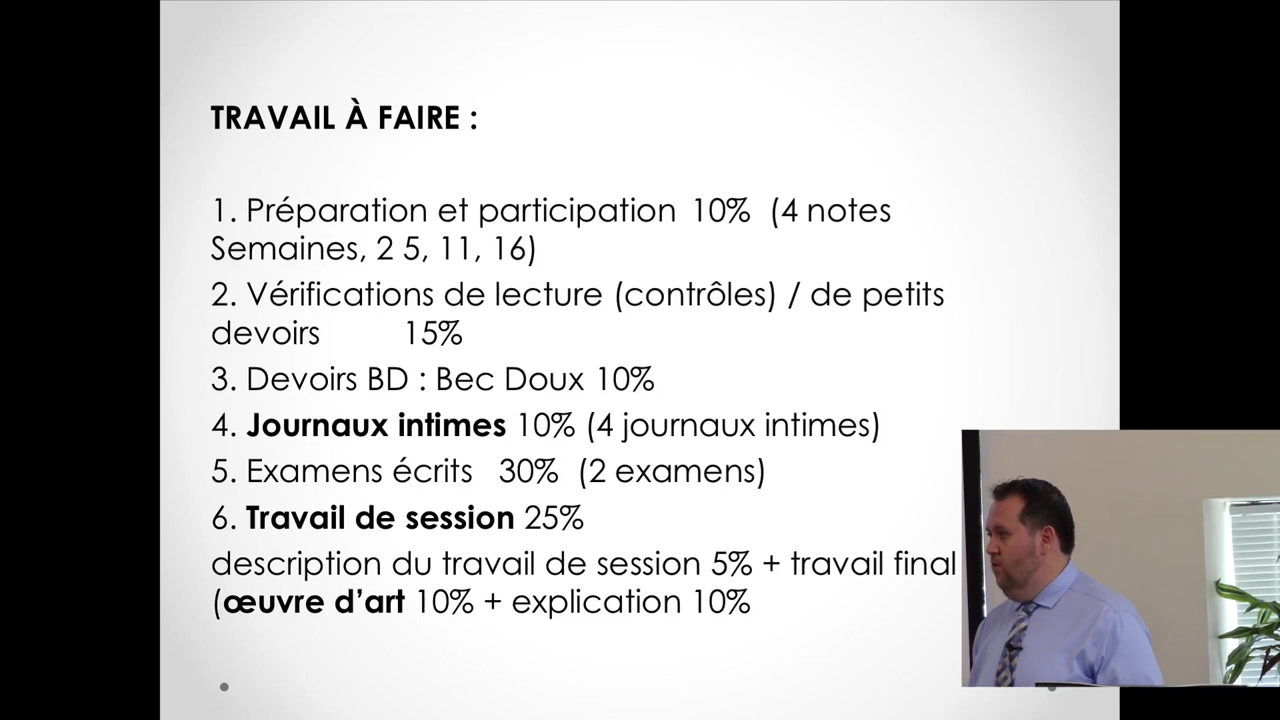 TRAVAIL À FAIRE :
1. Préparation et participation 10% (4 notes
Semaines, 2 5, 11, 16)
2. Vérifications de lecture (contrôles) / de petits
devoirs 15%
3. Devoirs BD : Bec Doux 10%
4. Journaux intimes 10% (4 journaux intimes)
5. Examens écrits 30% (2 examens)
6. Travail de session 25%
description du travail de session 5% + travail final
(œuvre d’art 10% + explication 10%